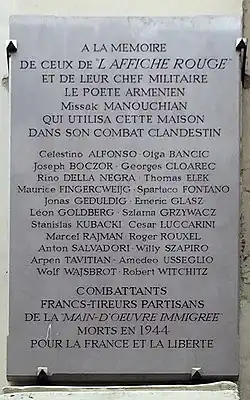 A LA MEMOIRE
DE CEUX DE "L'AFFICHE ROUGE"
ET DE LEUR CHEF MILITAIRE
LE POETE ARMENIEN
Missak MANOUCHIAN
QUI UTILISA CETTE MAISON
DANS SON COMBAT CLANDESTIN
Celestino ALFONSO - Olga BANCIC
Joseph BOCZOR - Georges CLOAREC
Rino DELLA NEGRA - Thomas ELEK
Maurice FINGERCWEIJG - Spartuco FONTANO
Jonas GEDULDIG - Emeric GLASZ
Léon GOLDBERG - Szlama GRZYWACZ
Stanislas KUBACKI - Cesar LUCCARINI
Marcel RAJMAN - Roger ROUXEL
Anton SALVADORI - Willy SZAPIRO
Arpen TAVITIAN - Amedeo USSEGLIO
Wolf WAJSBROT - Robert WITCHITZ
COMBATTANTS
FRANCS-TIREURS PARTISANS
DE LA "MAIN-D'OEUVRE IMMIGREE"
MORTS EN 1944
POUR LA FRANCE ET LA LIBERTE